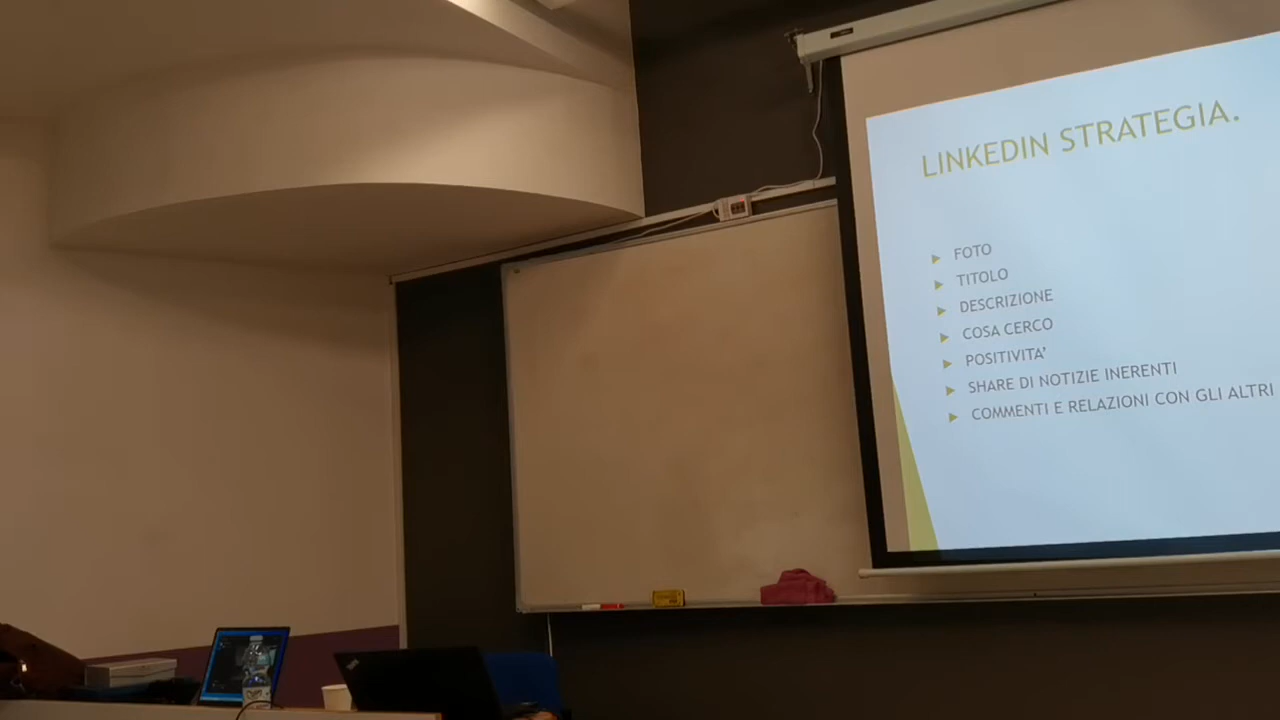 LINKEDIN STRATEGIA.
FOTO
TITOLO
DESCRIZIONE
COSA CERCO
POSITIVITA'
SHARE DI NOTIZIE INERENTI
COMMENTI E RELAZIONI CON GLI ALTRI